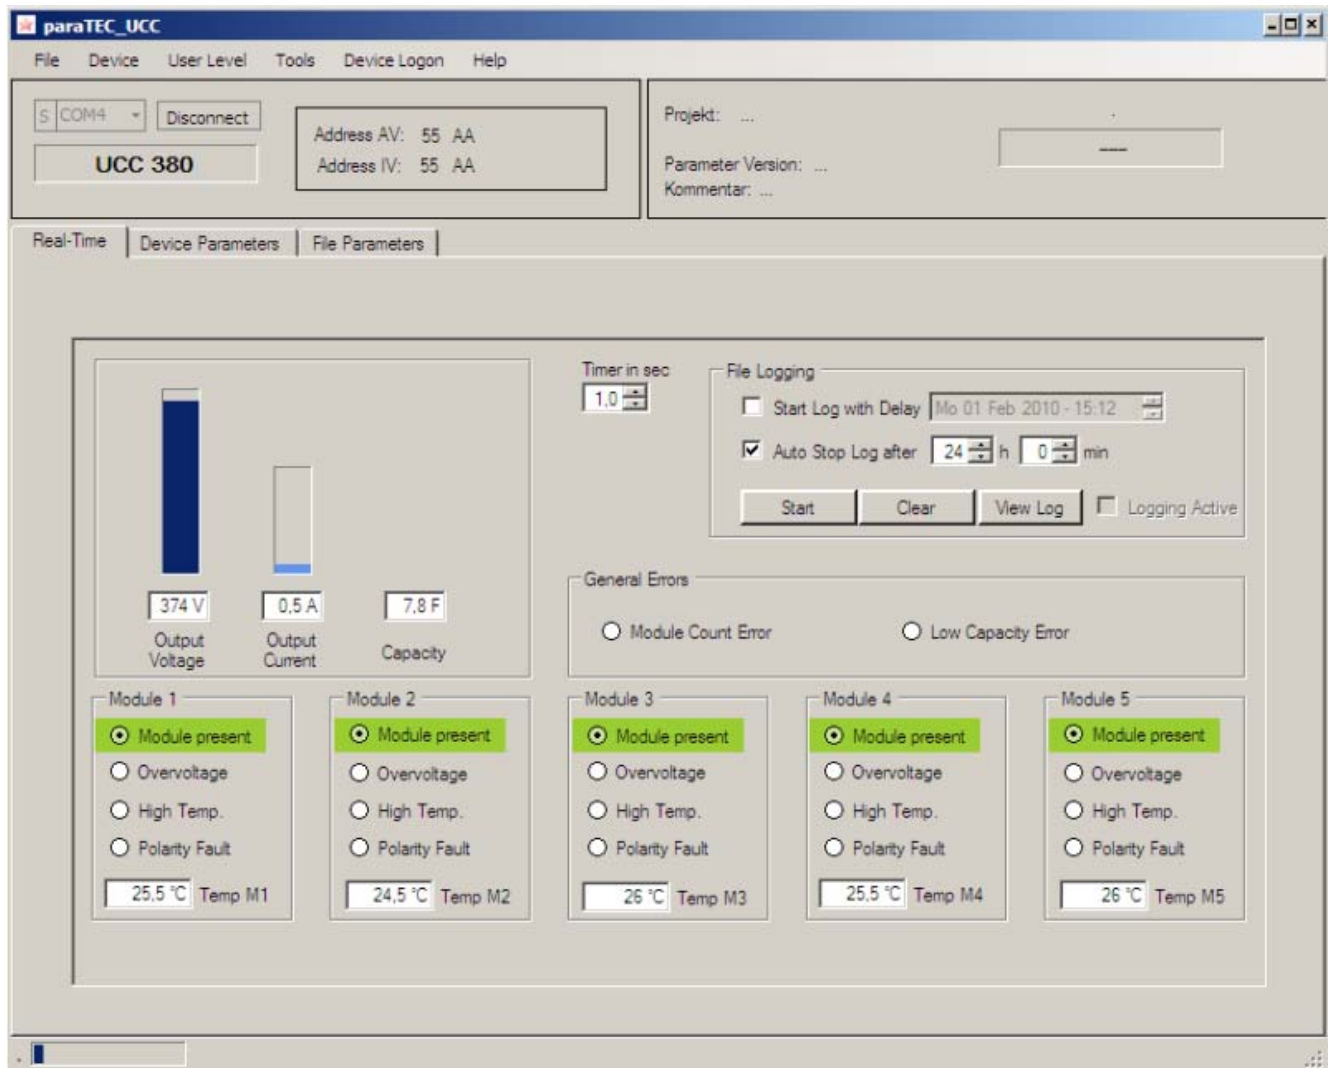 paraTEC_UCC
File Device User Level Tools Device Logon Help
S COM4 Disconnect
UCC 380
Address AV: 55 AA
Address IV: 55 AA
Projekt: ...
.
---
Parameter Version: ...
Kommentar: ...
Real-Time Device Parameters File Parameters
374 V 0,5 A 7,8 F
Output Voltage
Output Current
Capacity
Timer in sec
1,0
File Logging
Start Log with Delay Mo 01 Feb 2010 - 15:12
Auto Stop Log after 24 h 0 min
Start Clear View Log Logging Active
General Errors
Module Count Error Low Capacity Error
Module 1
Module present
Overvoltage
High Temp.
Polarity Fault
25,5 °C Temp M1
Module 2
Module present
Overvoltage
High Temp.
Polarity Fault
24,5 °C Temp M2
Module 3
Module present
Overvoltage
High Temp.
Polarity Fault
26 °C Temp M3
Module 4
Module present
Overvoltage
High Temp.
Polarity Fault
25,5 °C Temp M4
Module 5
Module present
Overvoltage
High Temp.
Polarity Fault
26 °C Temp M5
.